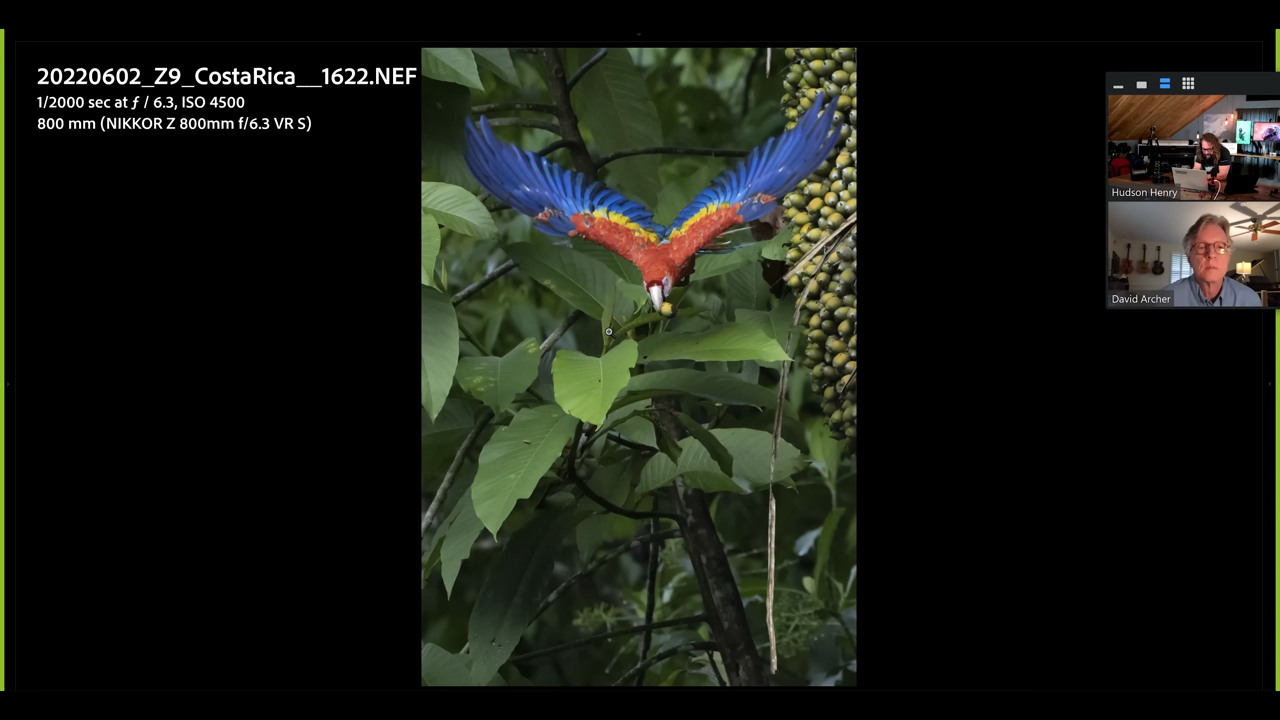 20220602_Z9_CostaRica__1622.NEF
1/2000 sec at ƒ / 6.3, ISO 4500
800 mm (NIKKOR Z 800mm f/6.3 VR S)
Hudson Henry
David Archer